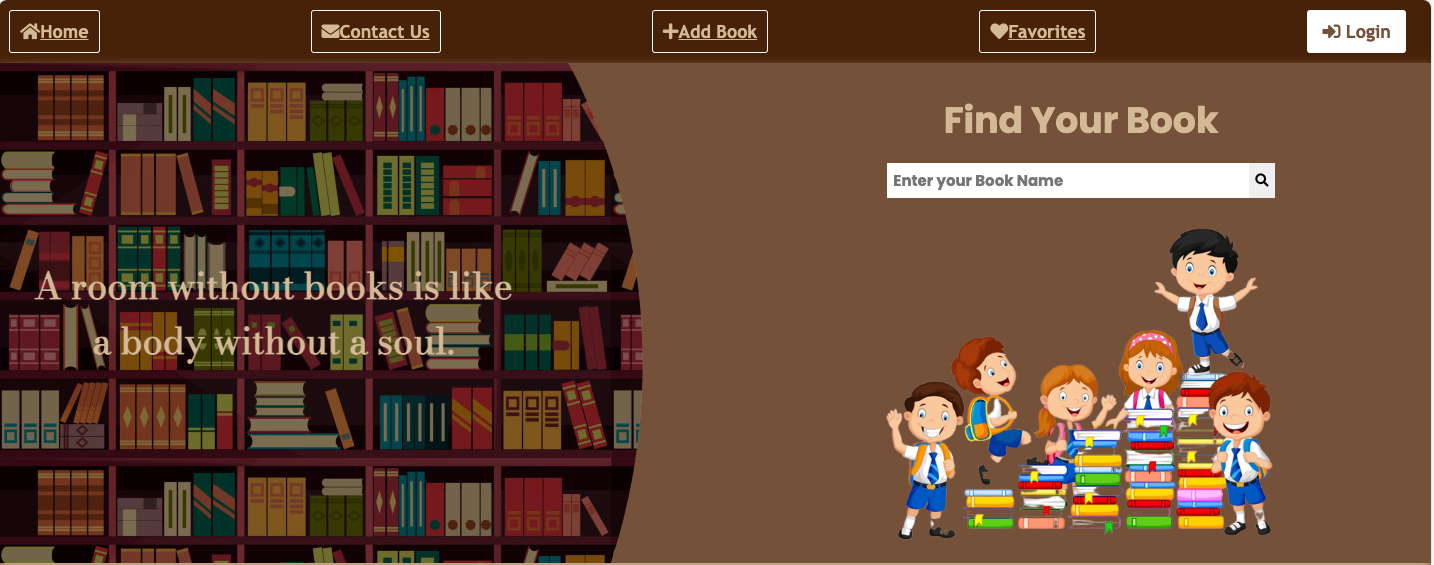 Home
Contact Us
Add Book
Favorites
Login
A room without books is like
a body without a soul.
Find Your Book
Enter your Book Name